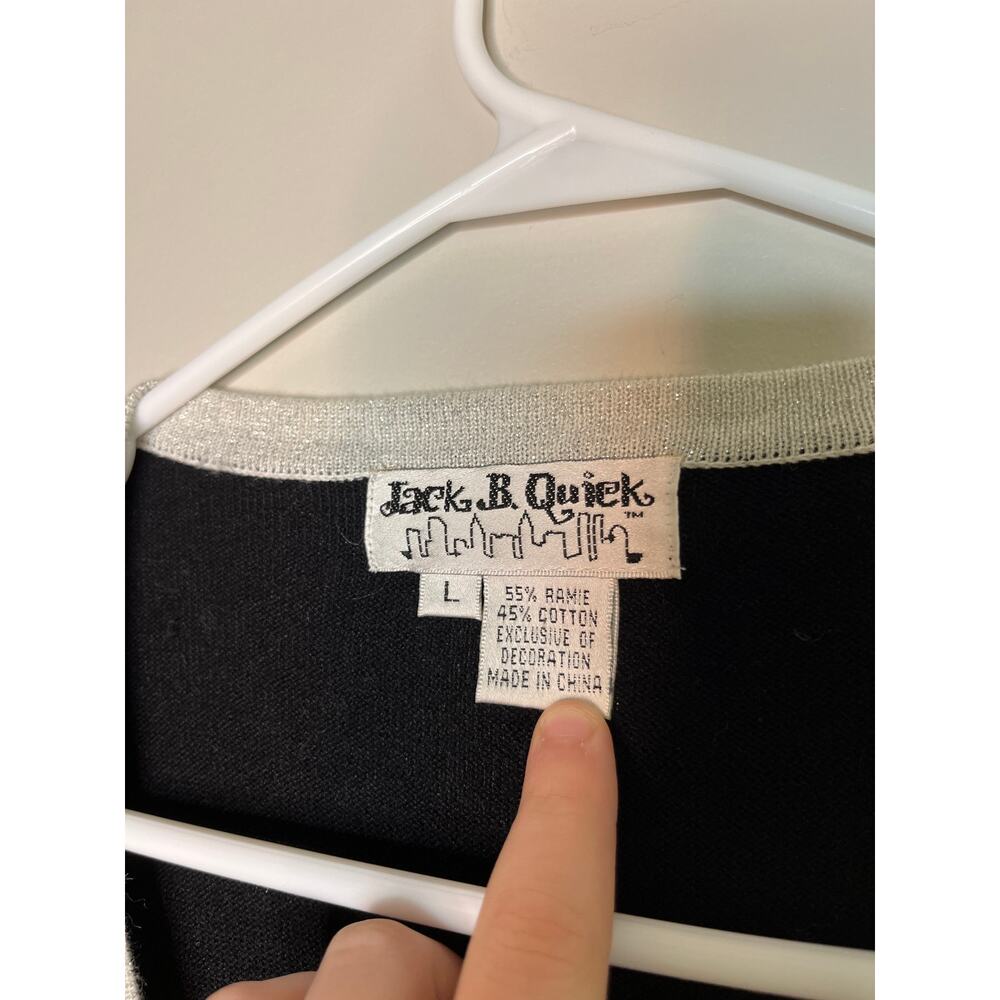 Jack B. Quick ™
L
55% RAMIE
45% COTTON
EXCLUSIVE OF
DECORATION
MADE IN CHINA